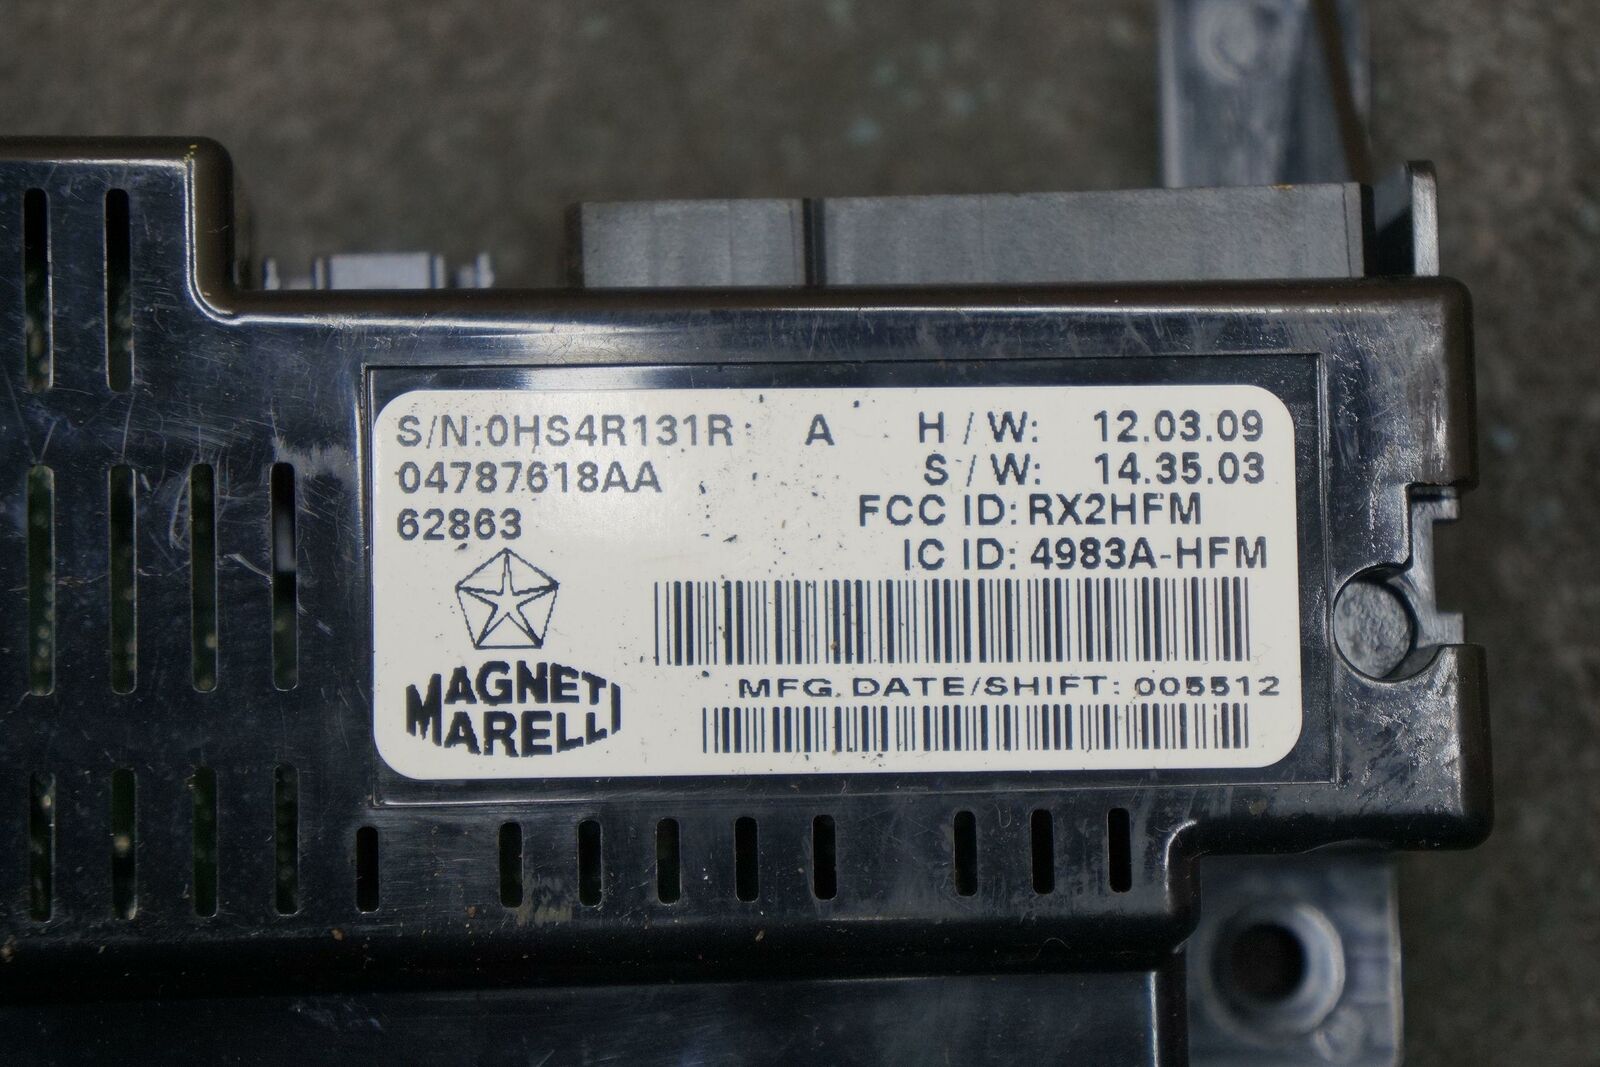 S/N:0HS4R131R A H/W: 12.03.09
04787618AA S/W: 14.35.03
62863 FCC ID: RX2HFM
IC ID: 4983A-HFM
MAGNETI
MARELLI
MFG. DATE/SHIFT: 005512